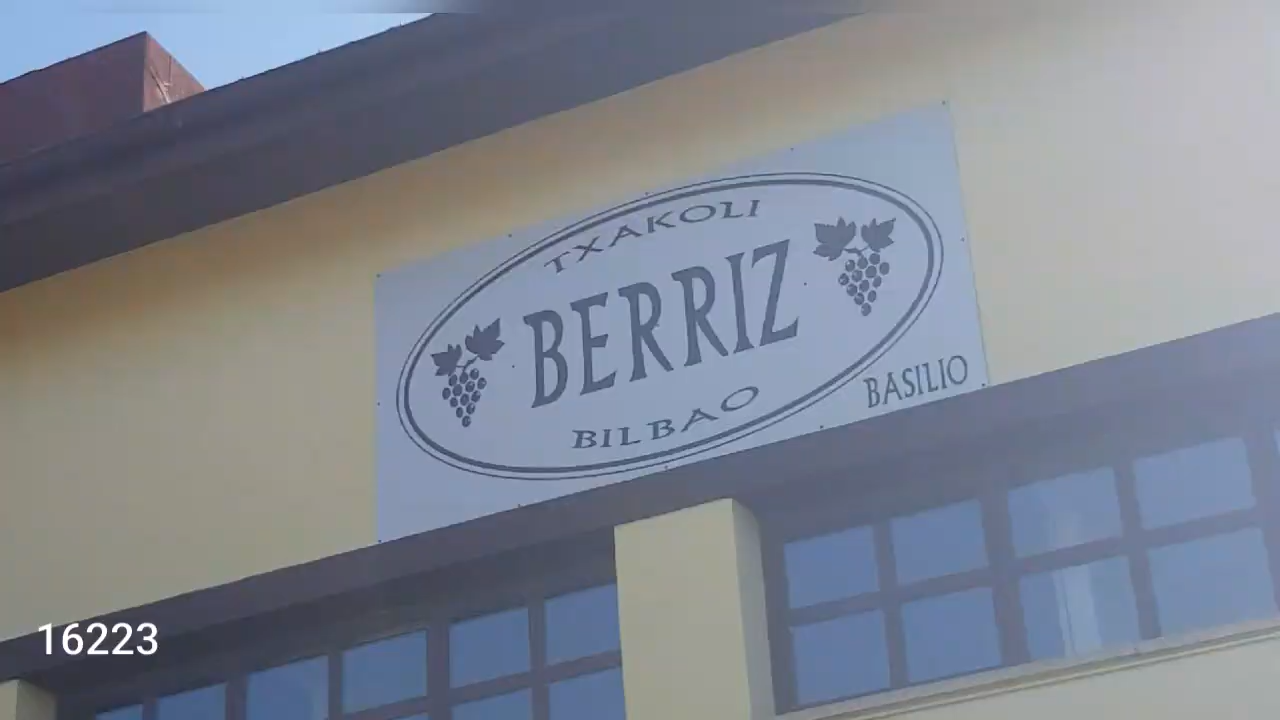 TXAKOLI
BERRIZ
BILBAO
BASILIO
16223